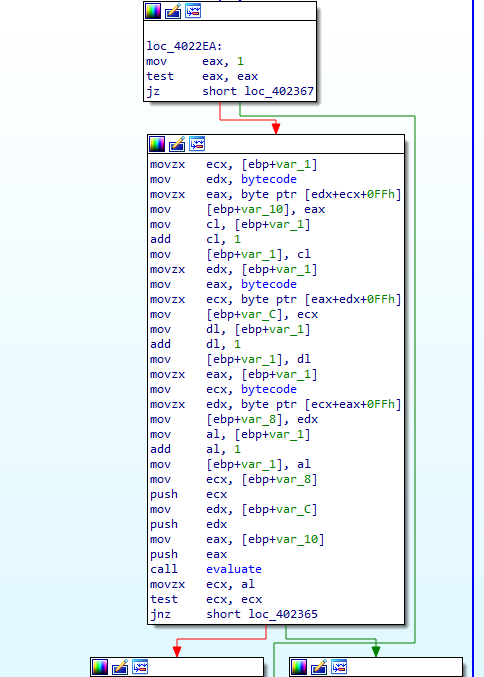 loc_4022EA:
mov eax, 1
test eax, eax
jz short loc_402367
movzx ecx, [ebp+var_1]
mov edx, bytecode
movzx eax, byte ptr [edx+ecx+0FFh]
mov [ebp+var_10], eax
mov cl, [ebp+var_1]
add cl, 1
mov [ebp+var_1], cl
movzx edx, [ebp+var_1]
mov eax, bytecode
movzx ecx, byte ptr [eax+edx+0FFh]
mov [ebp+var_C], ecx
mov dl, [ebp+var_1]
add dl, 1
mov [ebp+var_1], dl
movzx eax, [ebp+var_1]
mov ecx, bytecode
movzx edx, byte ptr [ecx+eax+0FFh]
mov [ebp+var_8], edx
mov al, [ebp+var_1]
add al, 1
mov [ebp+var_1], al
mov ecx, [ebp+var_8]
push ecx
mov edx, [ebp+var_C]
push edx
mov eax, [ebp+var_10]
push eax
call evaluate
movzx ecx, al
test ecx, ecx
jnz short loc_402365